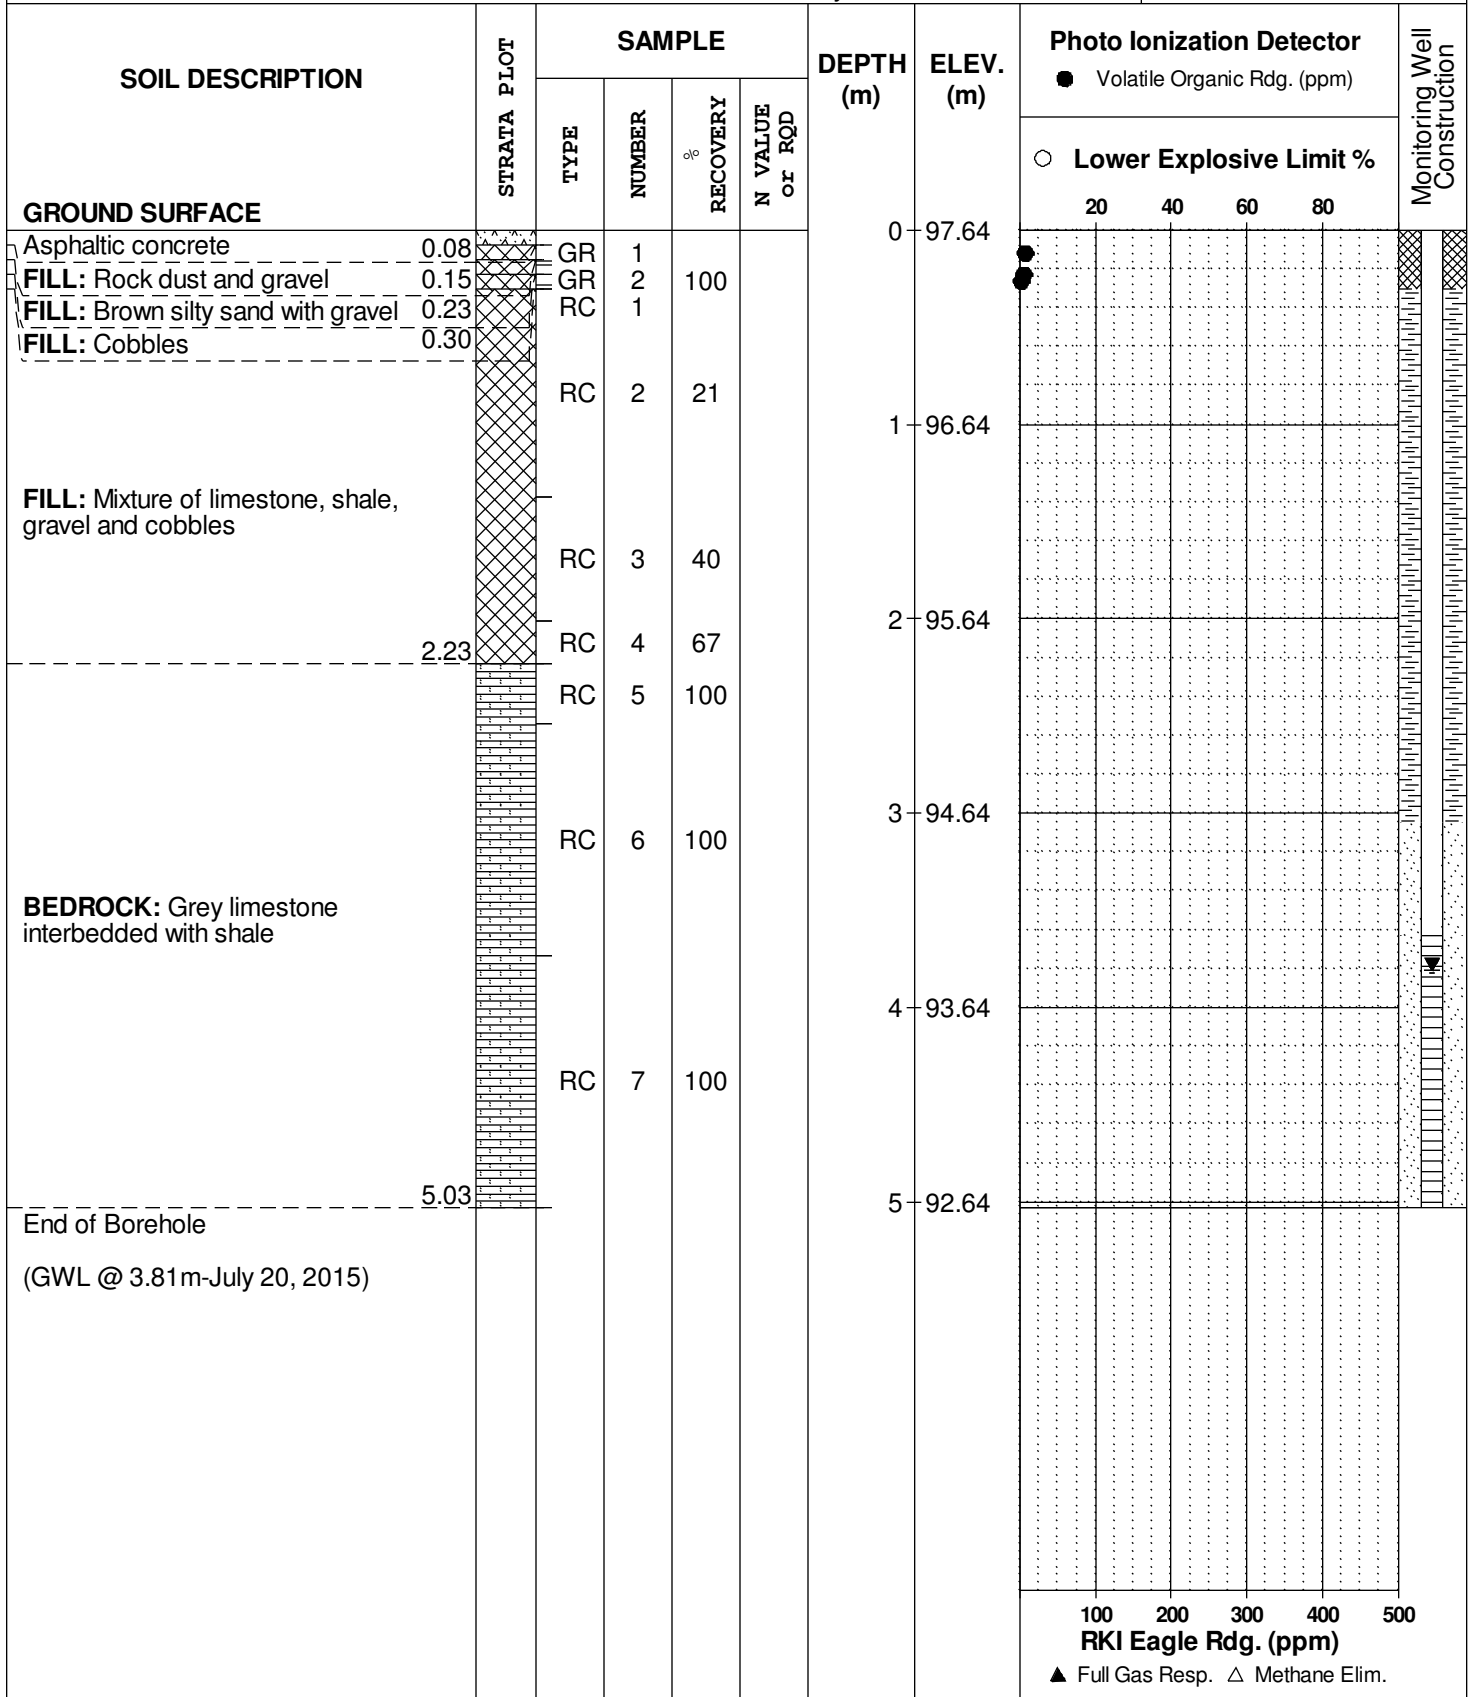 SOIL DESCRIPTION
GROUND SURFACE
STRATA PLOT
SAMPLE
TYPE
NUMBER
% RECOVERY
N VALUE
or RQD
DEPTH
(m)
ELEV.
(m)
Photo Ionization Detector
● Volatile Organic Rdg. (ppm)
○ Lower Explosive Limit %
20 40 60 80
Monitoring Well
Construction
0 97.64
Asphaltic concrete 0.08
GR 1
FILL: Rock dust and gravel 0.15
GR 2 100
FILL: Brown silty sand with gravel 0.23
RC 1
FILL: Cobbles 0.30
RC 2 21
1 96.64
FILL: Mixture of limestone, shale,
gravel and cobbles
RC 3 40
2 95.64
2.23
RC 4 67
RC 5 100
3 94.64
RC 6 100
BEDROCK: Grey limestone
interbedded with shale
4 93.64
RC 7 100
5.03
5 92.64
End of Borehole
(GWL @ 3.81m-July 20, 2015)
100 200 300 400 500
RKI Eagle Rdg. (ppm)
▲ Full Gas Resp. △ Methane Elim.